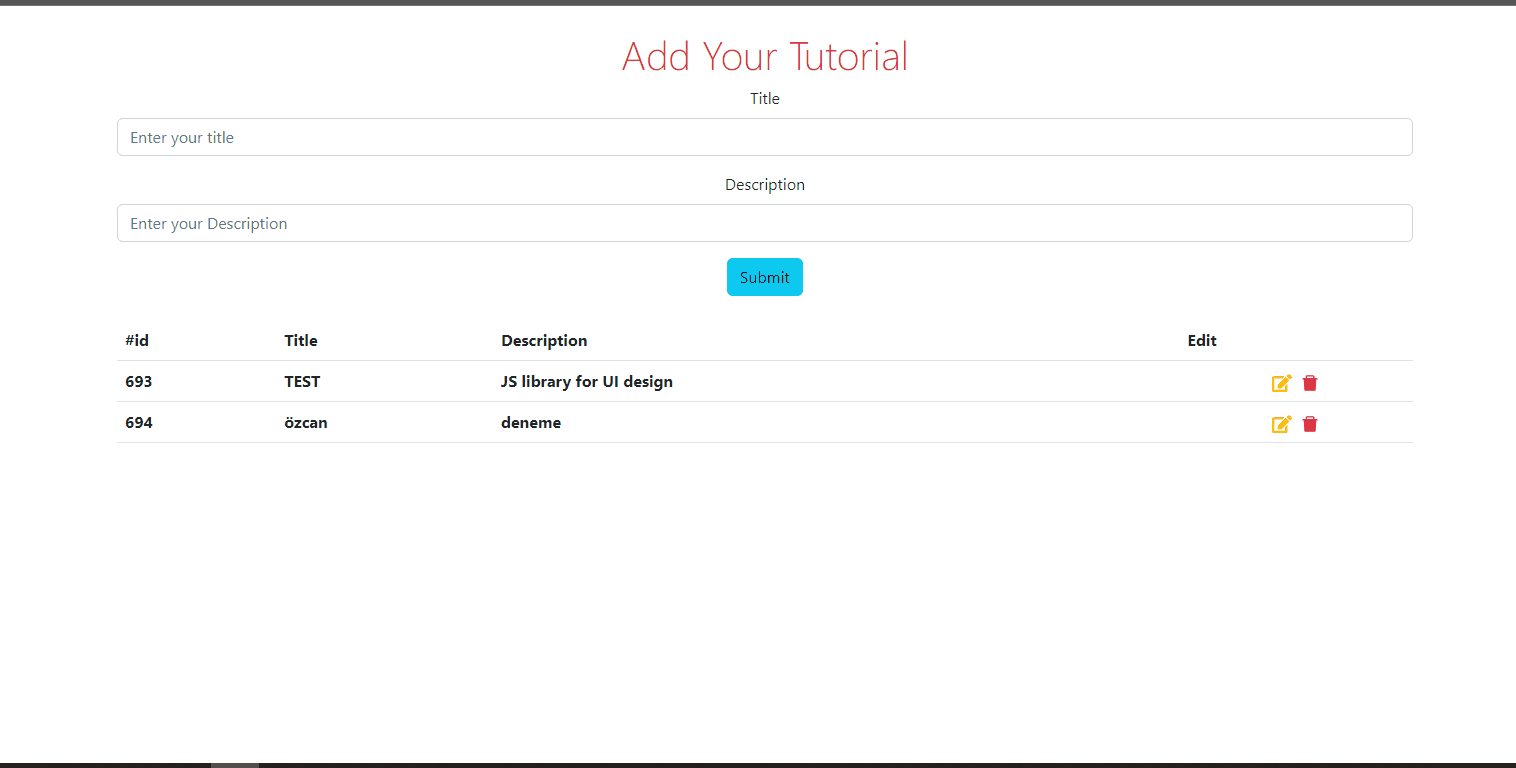 Add Your Tutorial
Title
Enter your title
Description
Enter your Description
Submit
#id Title Description Edit
693 TEST JS library for UI design
694 özcan deneme